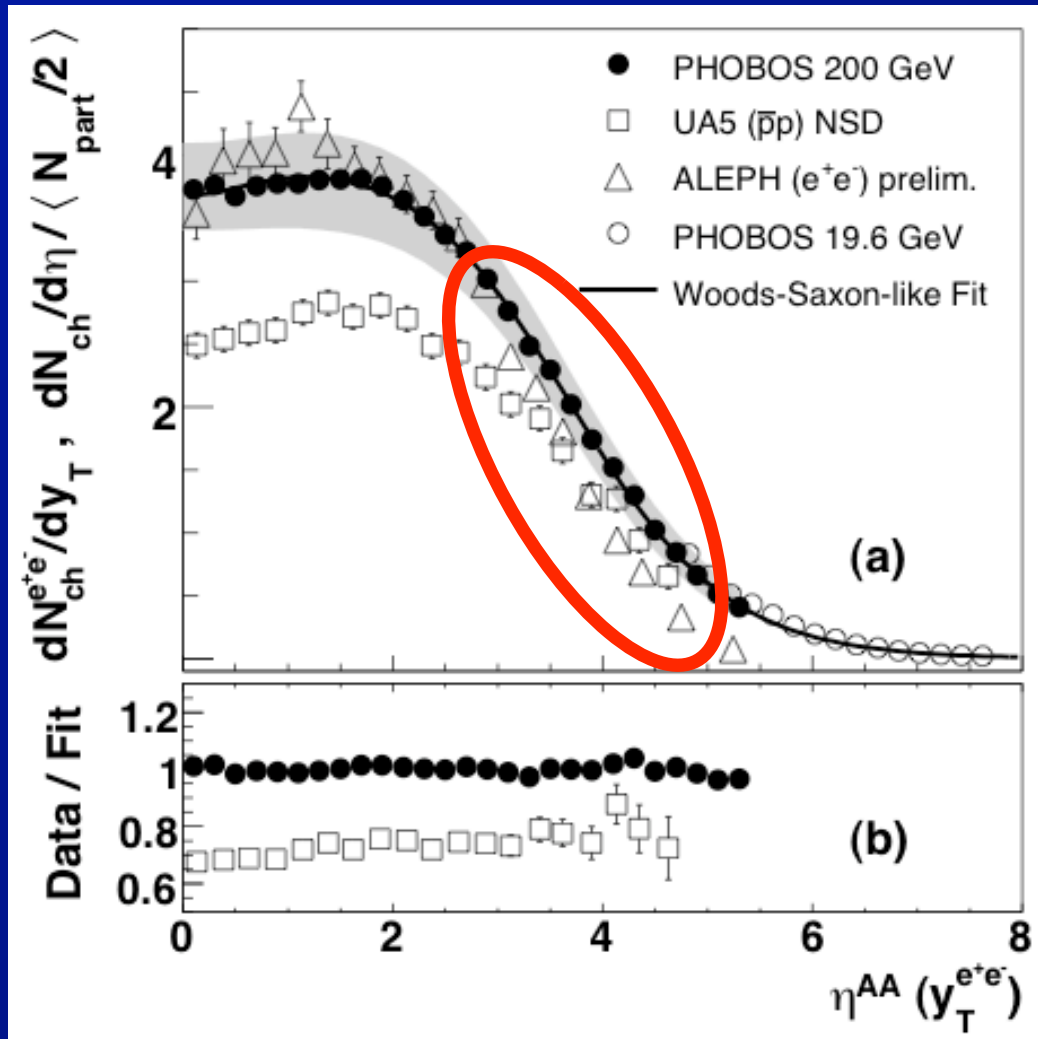 dN_ch^{e+e-}/dy_T , dN_ch/dη/⟨N_part/2⟩
4
2
PHOBOS 200 GeV
UA5 (p̅p) NSD
ALEPH (e⁺e⁻) prelim.
PHOBOS 19.6 GeV
Woods-Saxon-like Fit
(a)
Data / Fit
1.2
1
0.8
0.6
(b)
0 2 4 6 8
η^{AA} (y_T^{e+e-})